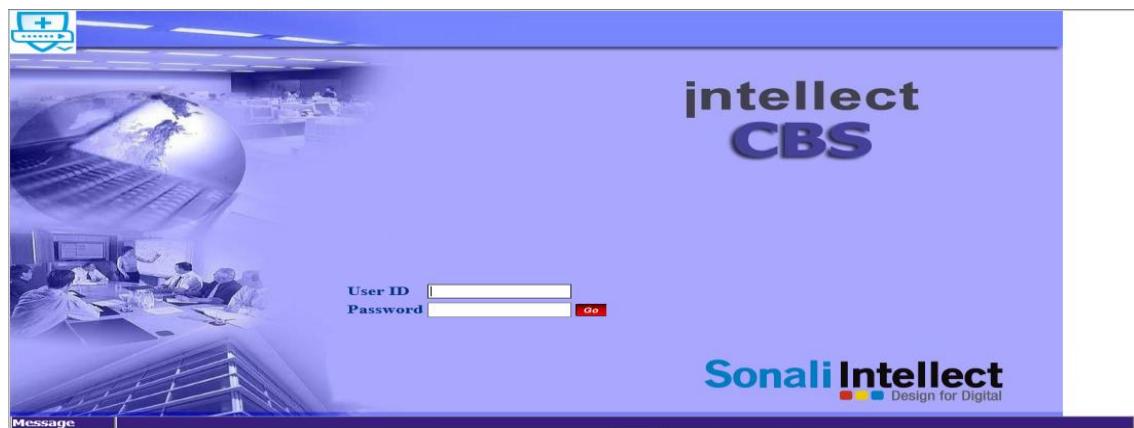 intellect
CBS
User ID
Password Go
Sonali Intellect
Design for Digital
Message